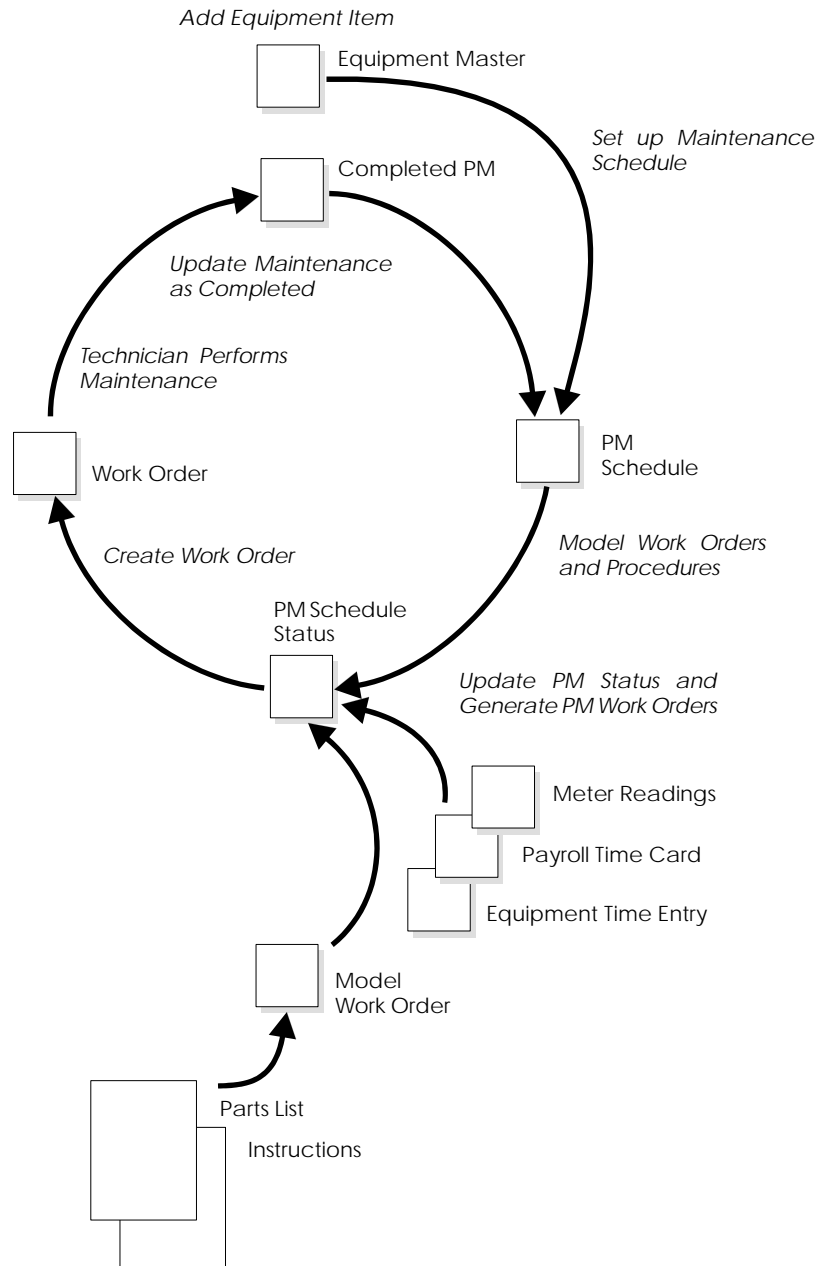 Add Equipment Item
Equipment Master
Set up Maintenance
Schedule
Completed PM
Update Maintenance
as Completed
Technician Performs
Maintenance
PM
Schedule
Work Order
Model Work Orders
and Procedures
Create Work Order
PM Schedule
Status
Update PM Status and
Generate PM Work Orders
Meter Readings
Payroll Time Card
Equipment Time Entry
Model
Work Order
Parts List
Instructions